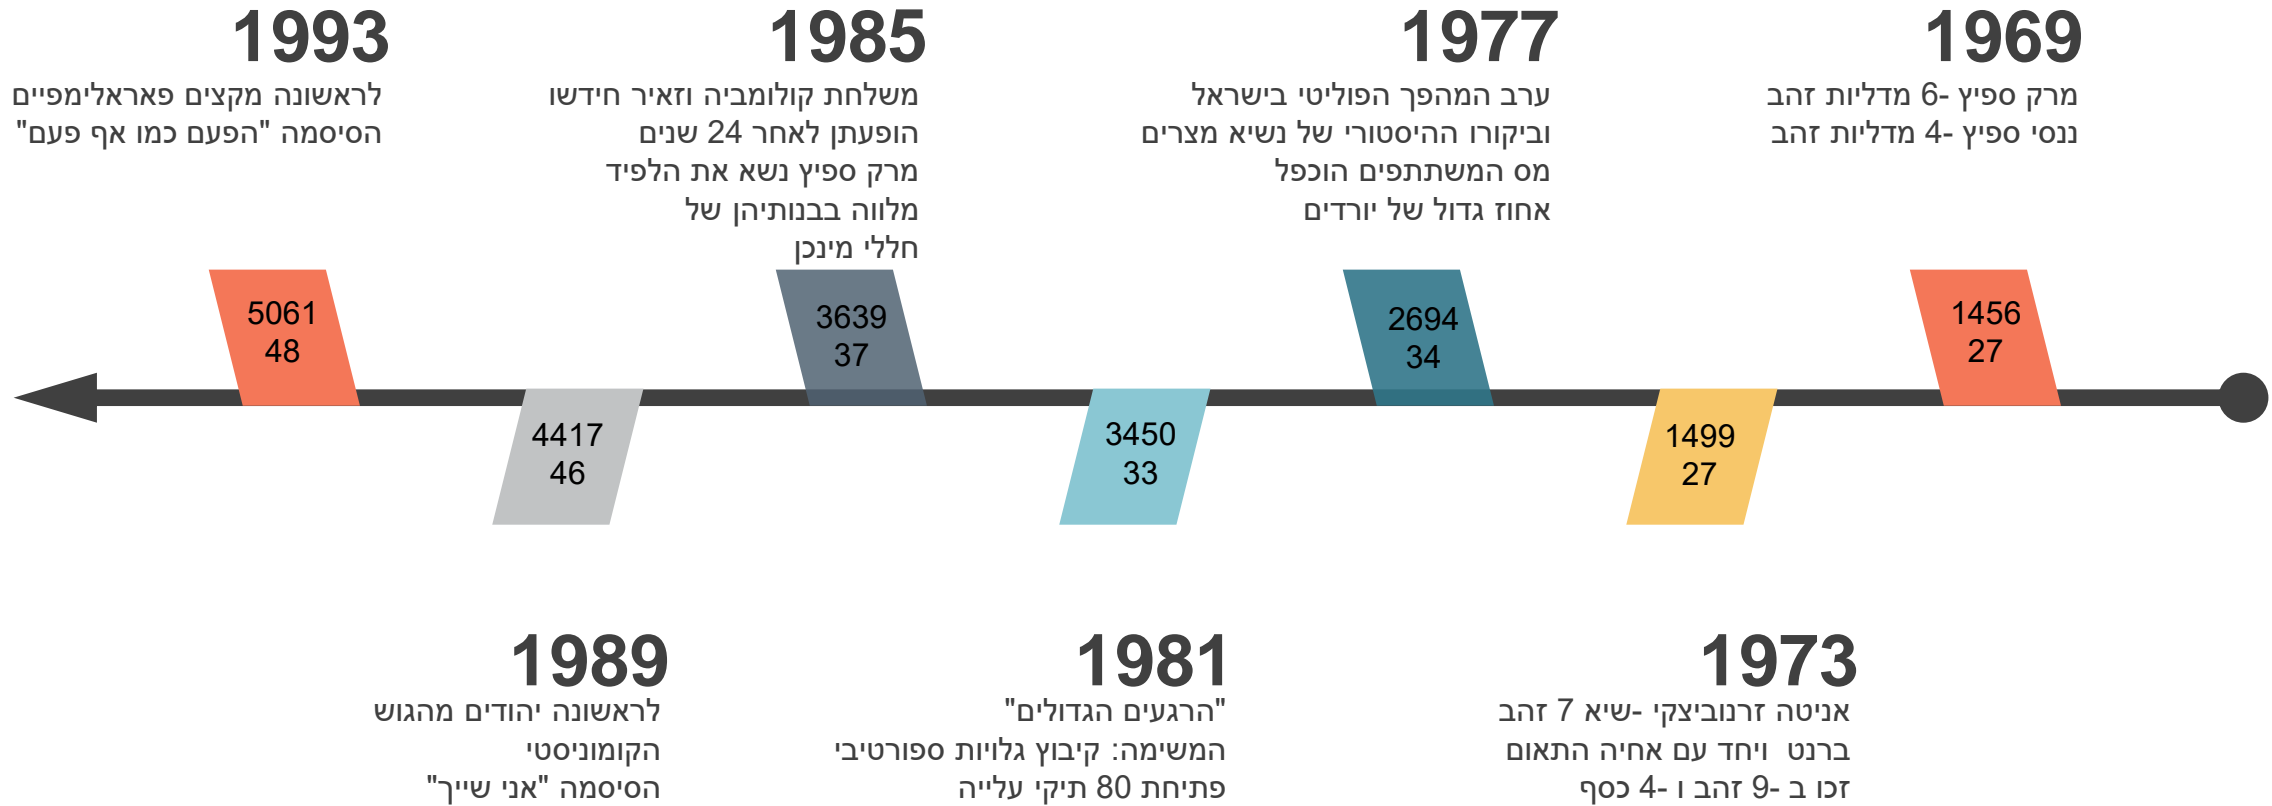 1969
מרק ספיץ -6 מדליות זהב
ננסי ספיץ -4 מדליות זהב
1456
27
1973
אניטה זרנוביצקי -שיא 7 זהב
ברנט ויחד עם אחיה התאום
זכו ב -9 זהב ו -4 כסף
1499
27
1977
ערב המהפך הפוליטי בישראל
וביקורו ההיסטורי של נשיא מצרים
מס המשתתפים הוכפל
אחוז גדול של יורדים
2694
34
1981
"הרגעים הגדולים"
המשימה: קיבוץ גלויות ספורטיבי
פתיחת 80 תיקי עלייה
3450
33
1985
משלחת קולומביה וזאיר חידשו
הופעתן לאחר 24 שנים
מרק ספיץ נשא את הלפיד
מלווה בבנותיהן של
חללי מינכן
3639
37
1989
לראשונה יהודים מהגוש
הקומוניסטי
הסיסמה "אני שייך"
4417
46
1993
לראשונה מקצים פאראלימפיים
הסיסמה "הפעם כמו אף פעם"
5061
48